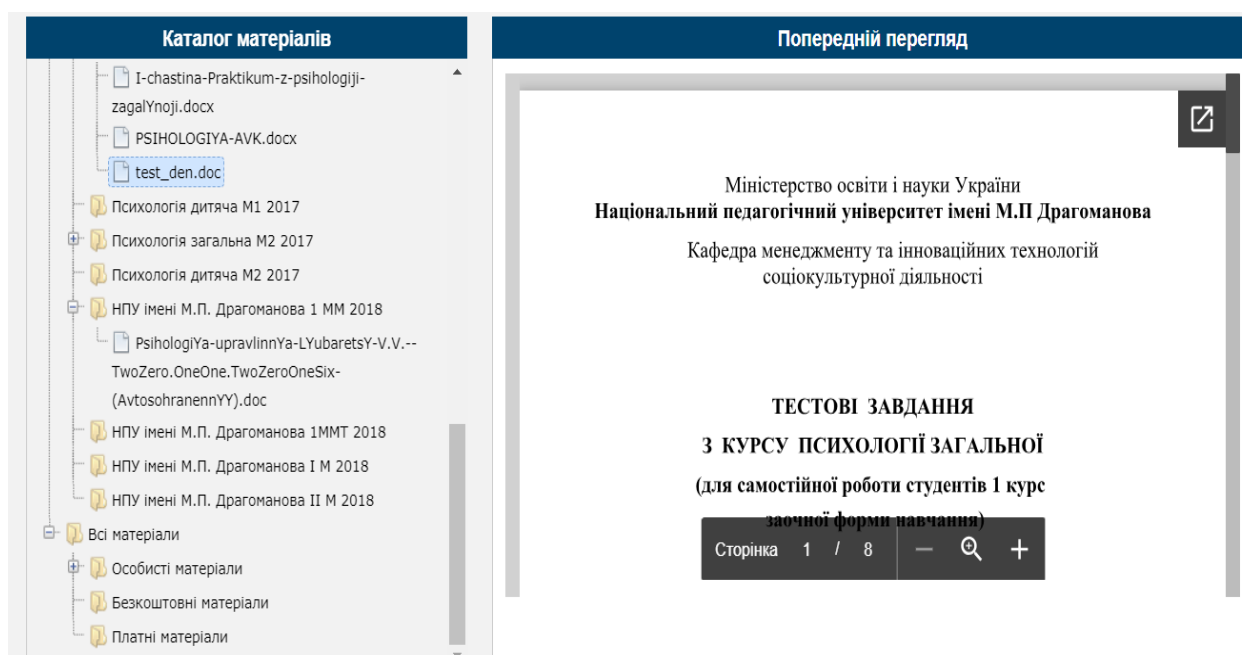 Каталог матеріалів
I-chastina-Praktikum-z-psihologiji-
zagalYnoji.docx
PSIHOLOGIYA-AVK.docx
test_den.doc
Психологія дитяча М1 2017
Психологія загальна М2 2017
Психологія дитяча М2 2017
НПУ імені М.П. Драгоманова 1 ММ 2018
PsihologiYa-upravlinnYa-LYubaretsY-V.V.--
TwoZero.OneOne.TwoZeroOneSix-
(AvtosohranennYY).doc
НПУ імені М.П. Драгоманова 1ММТ 2018
НПУ імені М.П. Драгоманова І М 2018
НПУ імені М.П. Драгоманова ІІ М 2018
Всі матеріали
Особисті матеріали
Безкоштовні матеріали
Платні матеріали
Попередній перегляд
Міністерство освіти і науки України
Національний педагогічний університет імені М.П Драгоманова
Кафедра менеджменту та інноваційних технологій
соціокультурної діяльності
ТЕСТОВІ ЗАВДАННЯ
З КУРСУ ПСИХОЛОГІЇ ЗАГАЛЬНОЇ
(для самостійної роботи студентів 1 курс
заочної форми навчання)
Сторінка 1 / 8